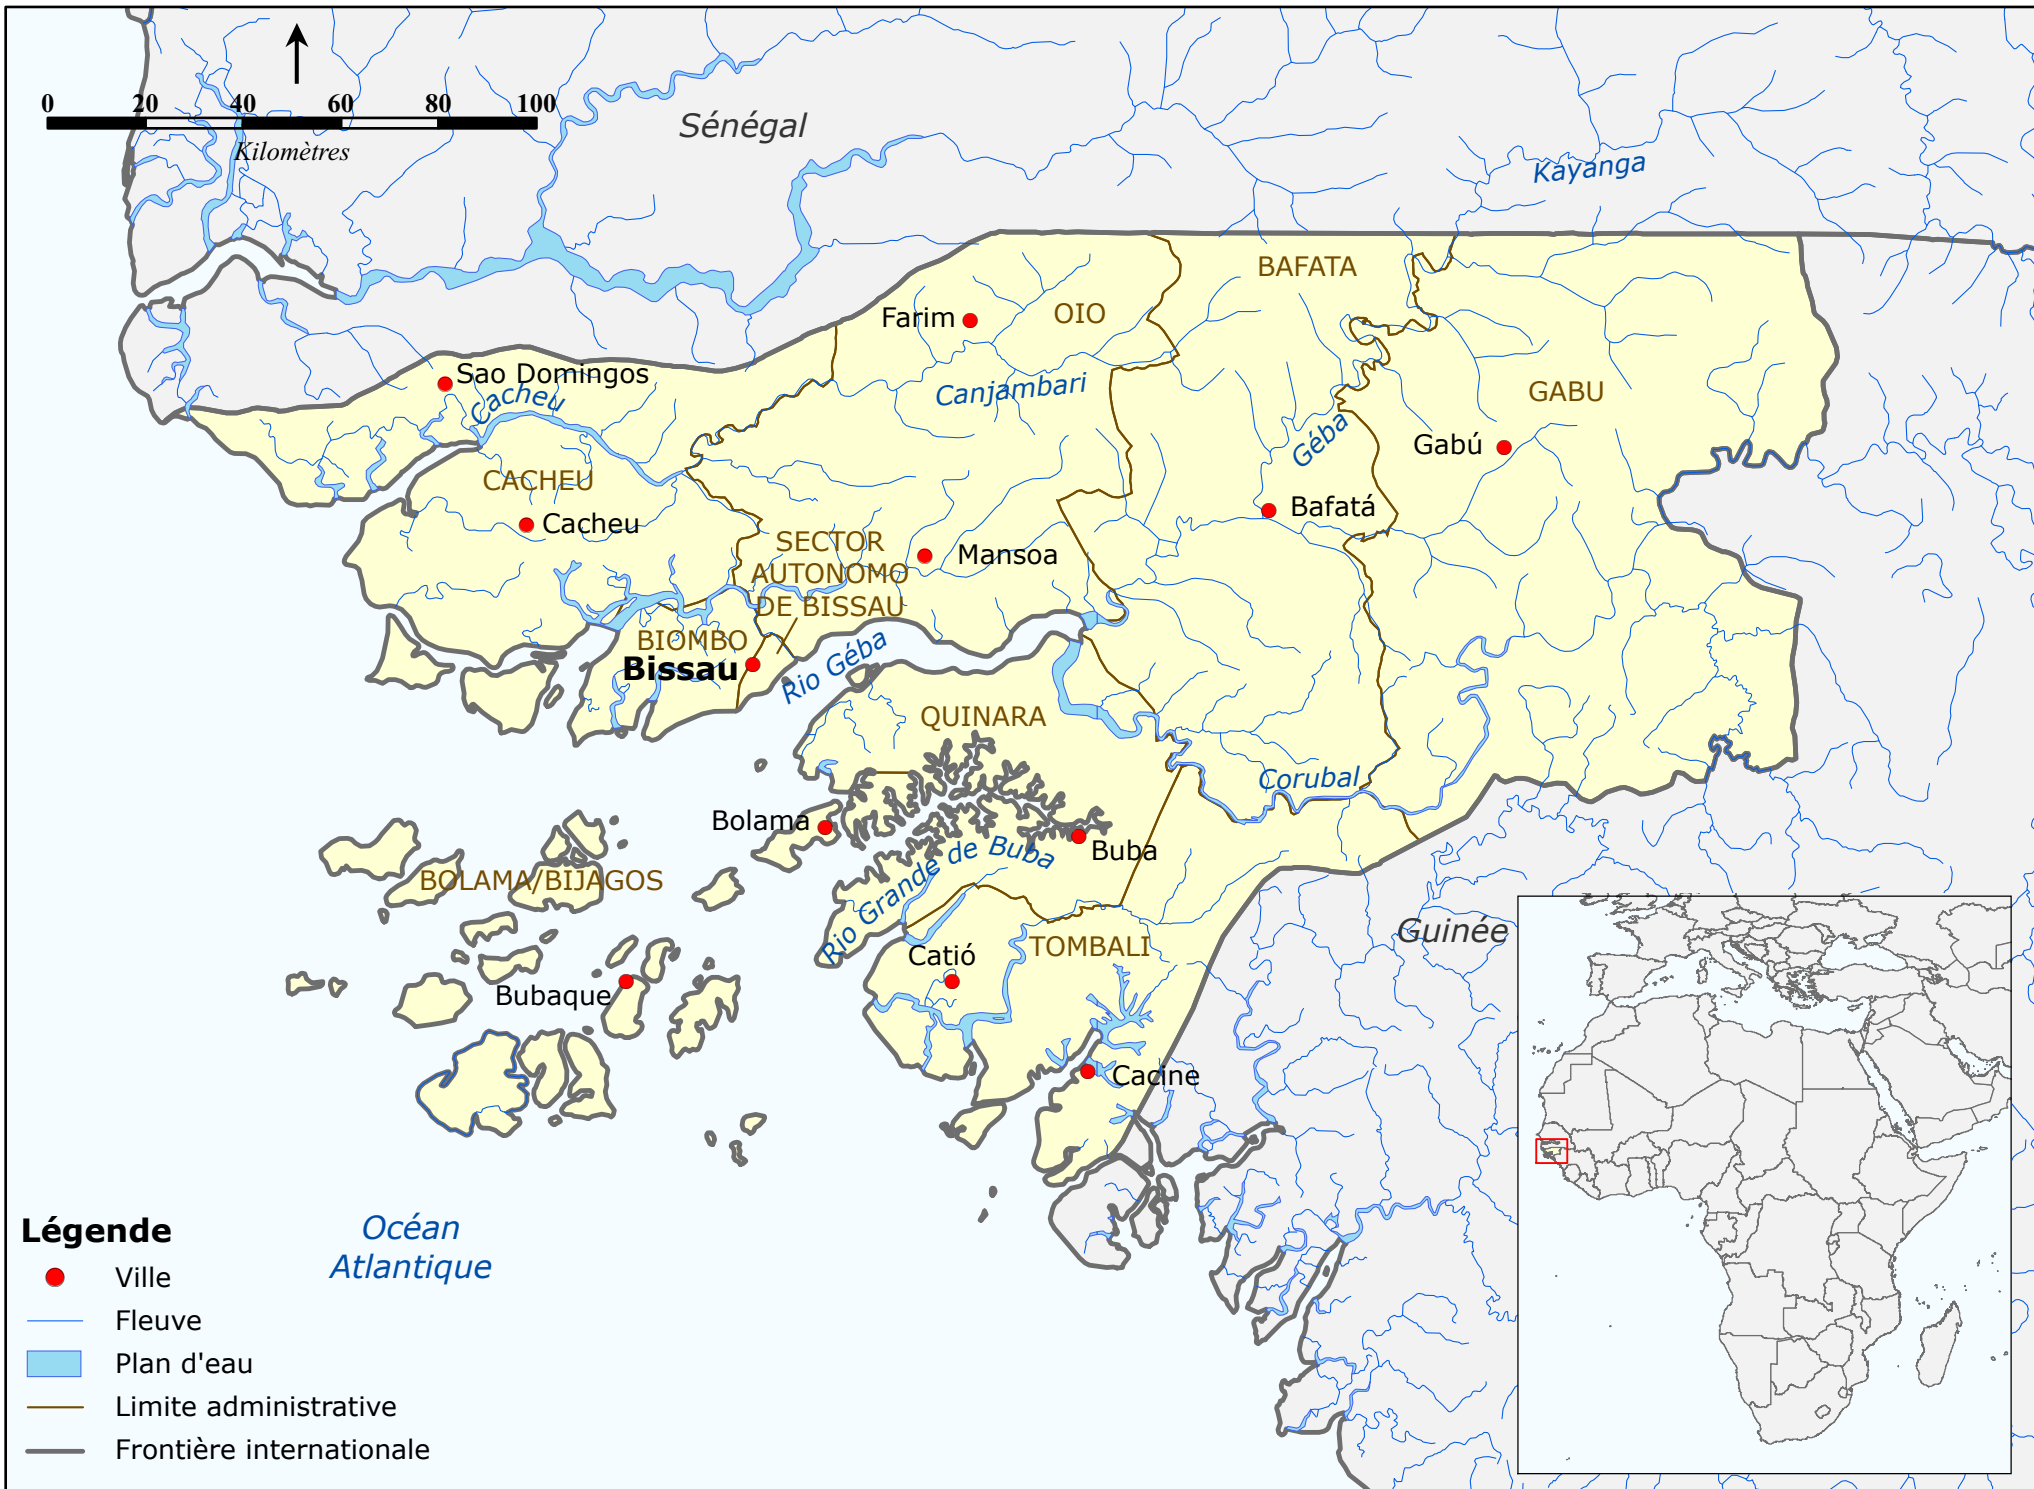 0 20 40 60 80 100
Kilomètres
Sénégal
Kayanga
BAFATA
OIO
Farim
Sao Domingos
Cacheu
Canjambari
GABU
Géba
Gabú
CACHEU
Cacheu
Bafatá
SECTOR
AUTONOMO
DE BISSAU
Mansoa
BIOMBO
Bissau
Rio Géba
QUINARA
Corubal
Bolama
Buba
Rio Grande de Buba
BOLAMA/BIJAGOS
Guinée
TOMBALI
Catió
Bubaque
Cacine
Océan
Atlantique
Légende
Ville
Fleuve
Plan d'eau
Limite administrative
Frontière internationale